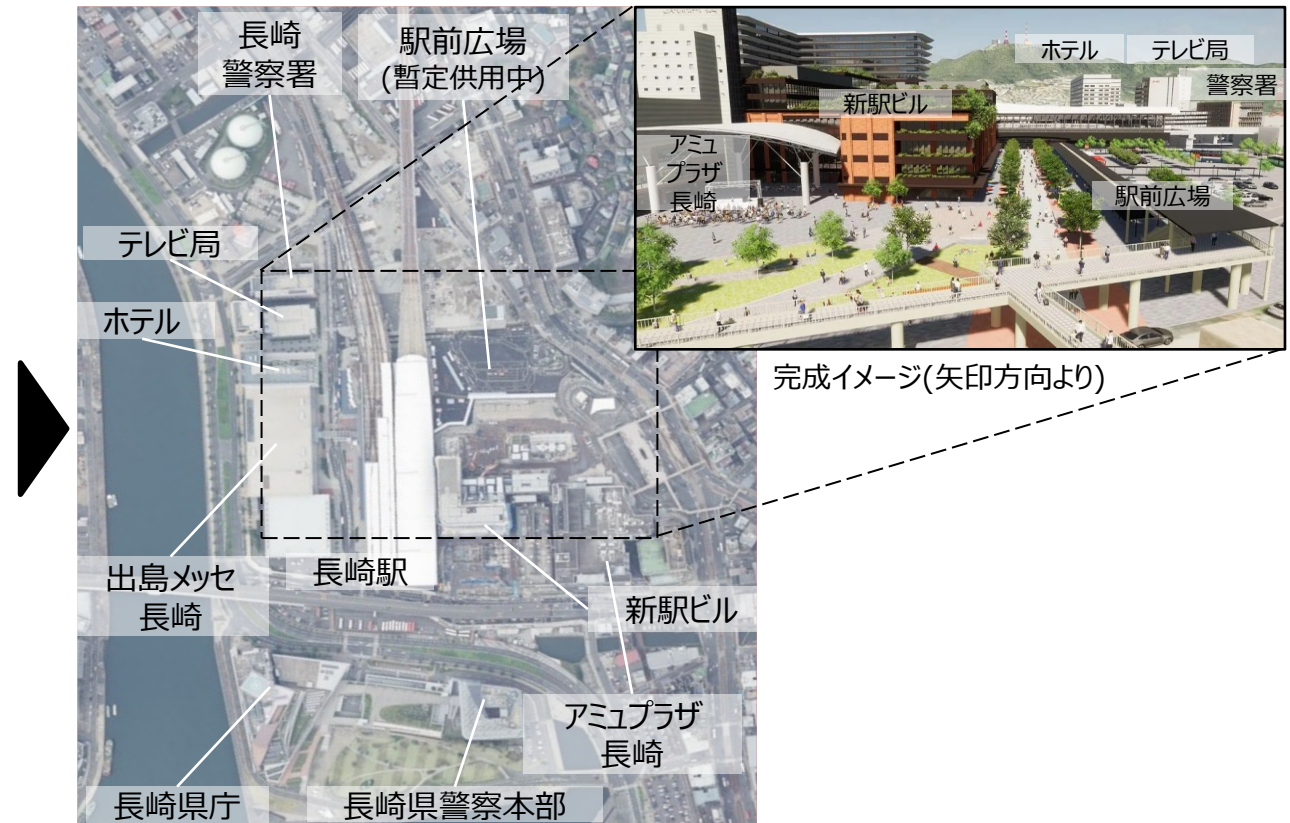 長崎
警察署
駅前広場
(暫定供用中)
テレビ局
ホテル
出島メッセ
長崎
長崎駅
新駅ビル
アミュプラザ
長崎
長崎県庁
長崎県警察本部
ホテル
テレビ局
警察署
新駅ビル
アミュ
プラザ
長崎
駅前広場
完成イメージ(矢印方向より)